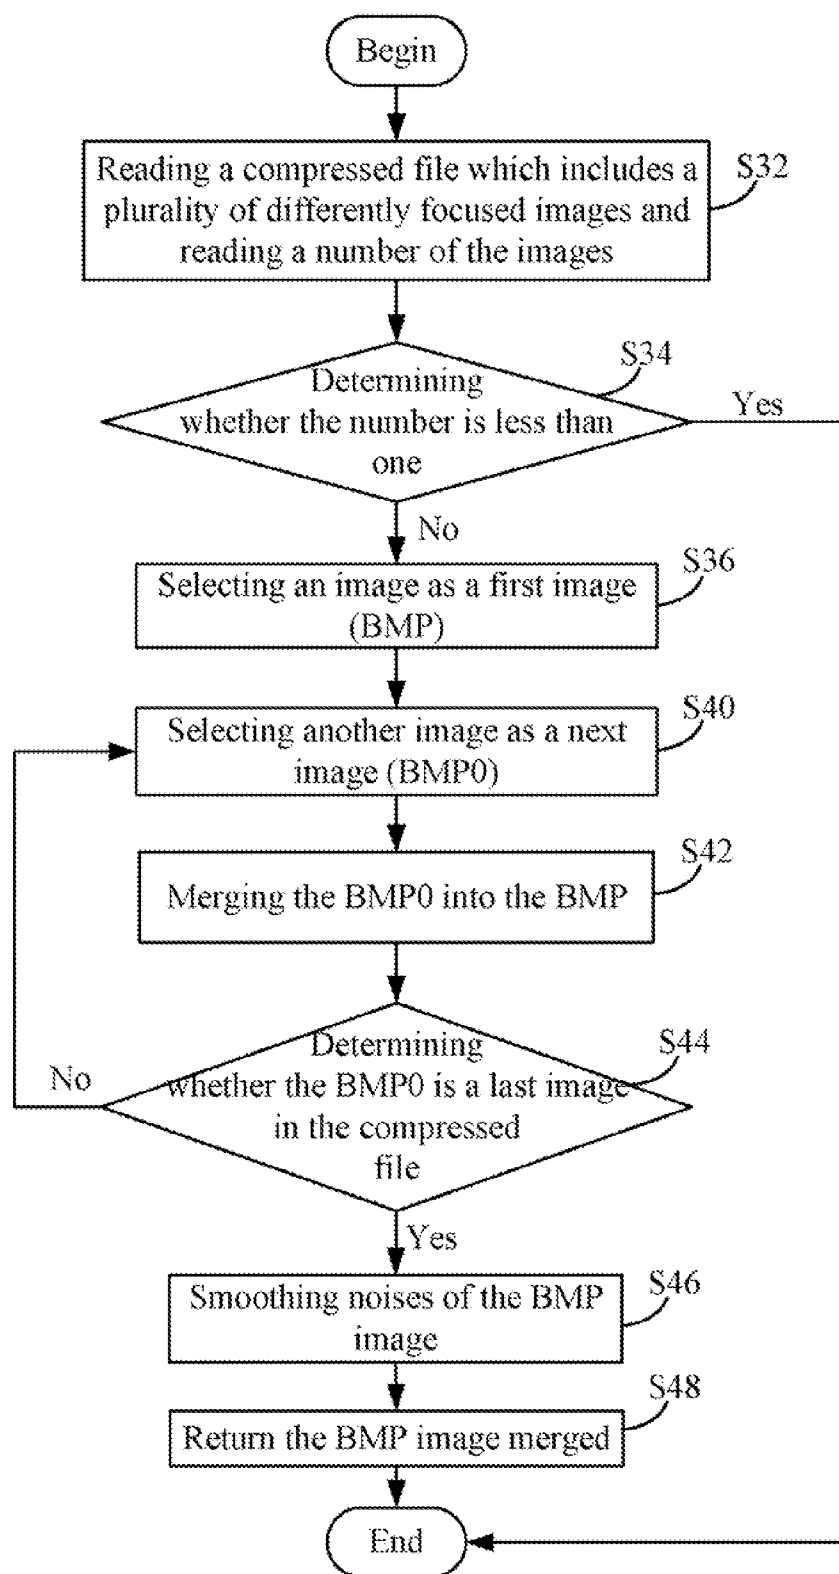 Begin
Reading a compressed file which includes a
plurality of differently focused images and
reading a number of the images
S32
S34
Determining
whether the number is less than
one
Yes
No
S36
Selecting an image as a first image
(BMP)
S40
Selecting another image as a next
image (BMP0)
S42
Merging the BMP0 into the BMP
S44
Determining
whether the BMP0 is a last image
in the compressed
file
No
Yes
S46
Smoothing noises of the BMP
image
S48
Return the BMP image merged
End